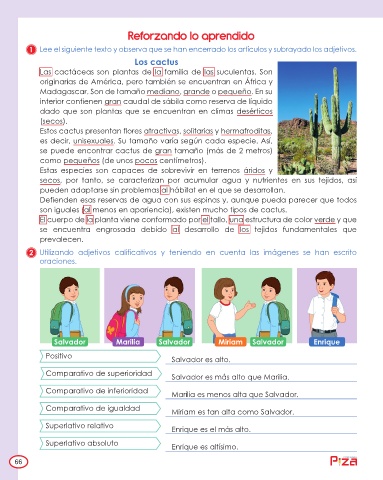 Reforzando lo aprendido
1 Lee el siguiente texto y observa que se han encerrado los artículos y subrayado los adjetivos.
Los cactus
Las cactáceas son plantas de la familia de las suculentas. Son
originarias de América, pero también se encuentran en África y
Madagascar. Son de tamaño mediano, grande o pequeño. En su
interior contienen gran caudal de sábila como reserva de líquido
dado que son plantas que se encuentran en climas desérticos
(secos).
Estos cactus presentan flores atractivas, solitarias y hermafroditas,
es decir, unisexuales. Su tamaño varía según cada especie. Así,
se puede encontrar cactus de gran tamaño (más de 2 metros)
como pequeños (de unos pocos centímetros).
Estas especies son capaces de sobrevivir en terrenos áridos y
secos, por tanto, se caracterizan por acumular agua y nutrientes en sus tejidos, así
pueden adaptarse sin problemas al hábitat en el que se desarrollan.
Defienden esas reservas de agua con sus espinos y, aunque pueda parecer que todos
son iguales (al menos en apariencia), existen mucho tipos de cactus.
El cuerpo de la planta viene conformado por el tallo, una estructura de color verde y que
se encuentra engrosada debido al desarrollo de los tejidos fundamentales que
prevalecen.
2 Utilizando adjetivos calificativos y teniendo en cuenta las imágenes se han escrito
oraciones.
Salvador Marilia Salvador Miriam Salvador Enrique
Positivo
Salvador es alto.
Comparativo de superioridad
Salvador es más alto que Marilia.
Comparativo de inferioridad
Marilia es menos alta que Salvador.
Comparativo de igualdad
Miriam es tan alta como Salvador.
Superlativo relativo
Enrique es el más alto.
Superlativo absoluto
Enrique es altísimo.
66
Piza